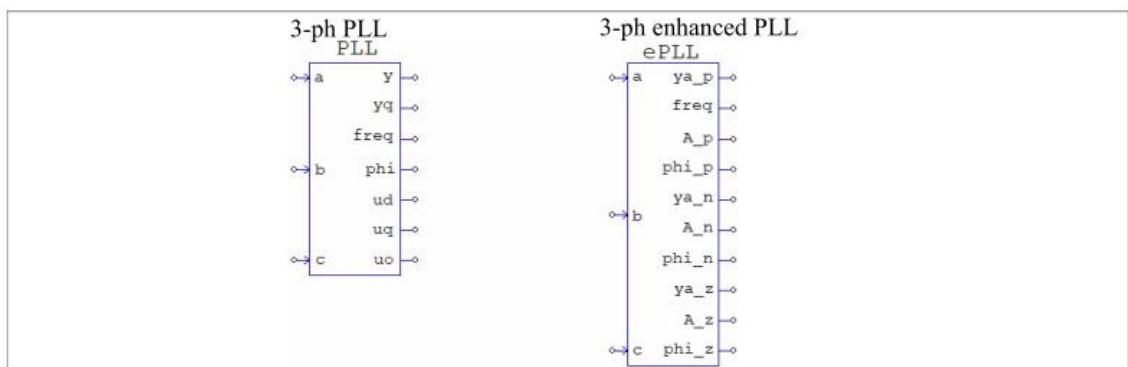 3-ph PLL
PLL
a
y
yq
freq
b
phi
ud
uq
c
uo
3-ph enhanced PLL
ePLL
a
ya_p
freq
A_p
phi_p
ya_n
b
A_n
phi_n
ya_z
A_z
c
phi_z